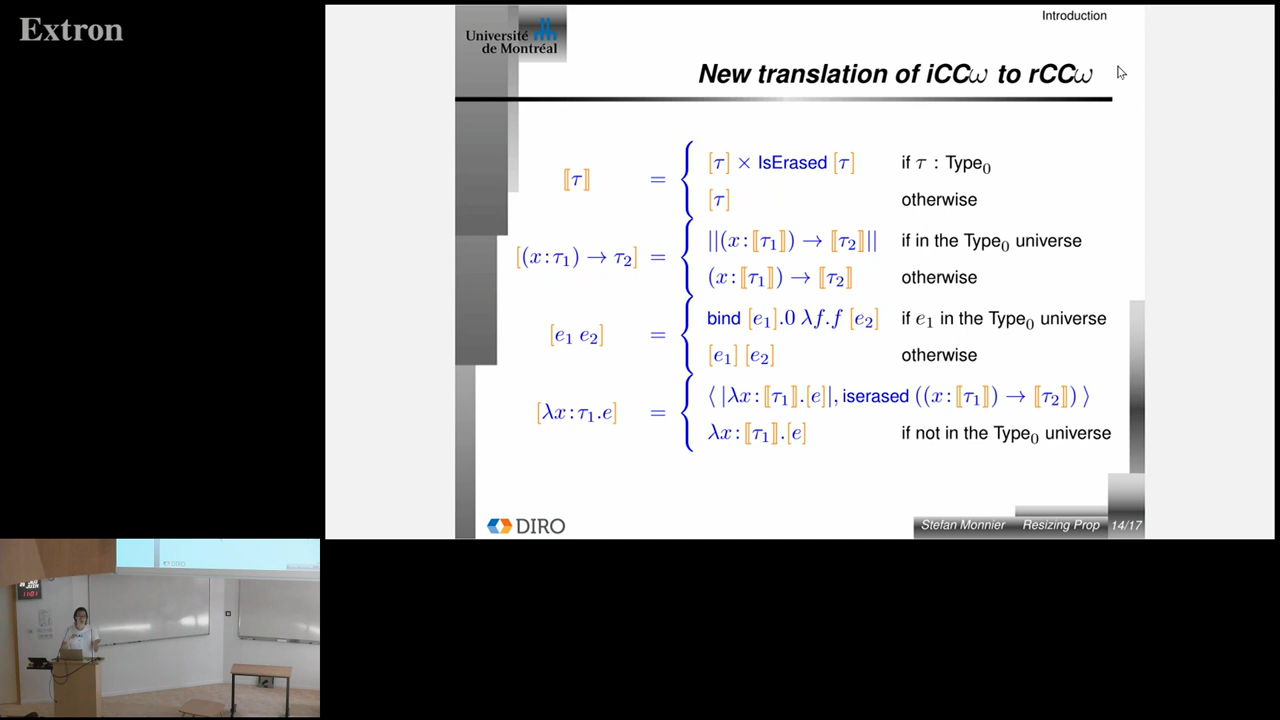 Extron
Introduction
Université
de Montréal
New translation of iCCω to rCCω
⟦τ⟧ = { [τ] × IsErased [τ] if τ : Type₀
[τ] otherwise
[(x:τ₁) → τ₂] = { ||(x:⟦τ₁⟧) → ⟦τ₂⟧|| if in the Type₀ universe
(x:⟦τ₁⟧) → ⟦τ₂⟧ otherwise
[e₁ e₂] = { bind [e₁].0 λf.f [e₂] if e₁ in the Type₀ universe
[e₁] [e₂] otherwise
[λx:τ₁.e] = { ⟨ |λx:⟦τ₁⟧.[e]|, iserased ((x:⟦τ₁⟧) → ⟦τ₂⟧) ⟩
λx:⟦τ₁⟧.[e] if not in the Type₀ universe
DIRO
Stefan Monnier Resizing Prop 14/17
DIRO
11:01